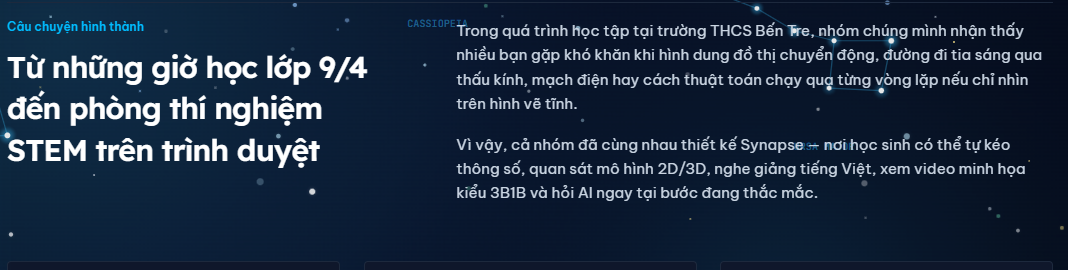 Câu chuyện hình thành
Từ những giờ học lớp 9/4
đến phòng thí nghiệm
STEM trên trình duyệt
CASSIOPEIA
Trong quá trình học tập tại trường THCS Bến Tre, nhóm chúng mình nhận thấy
nhiều bạn gặp khó khăn khi hình dung đồ thị chuyển động, đường đi tia sáng qua
thấu kính, mạch điện hay cách thuật toán chạy qua từng vòng lặp nếu chỉ nhìn
trên hình vẽ tĩnh.
Vì vậy, cả nhóm đã cùng nhau thiết kế Synapse — nơi học sinh có thể tự kéo
thông số, quan sát mô hình 2D/3D, nghe giảng tiếng Việt, xem video minh họa
kiểu 3B1B và hỏi AI ngay tại bước đang thắc mắc.